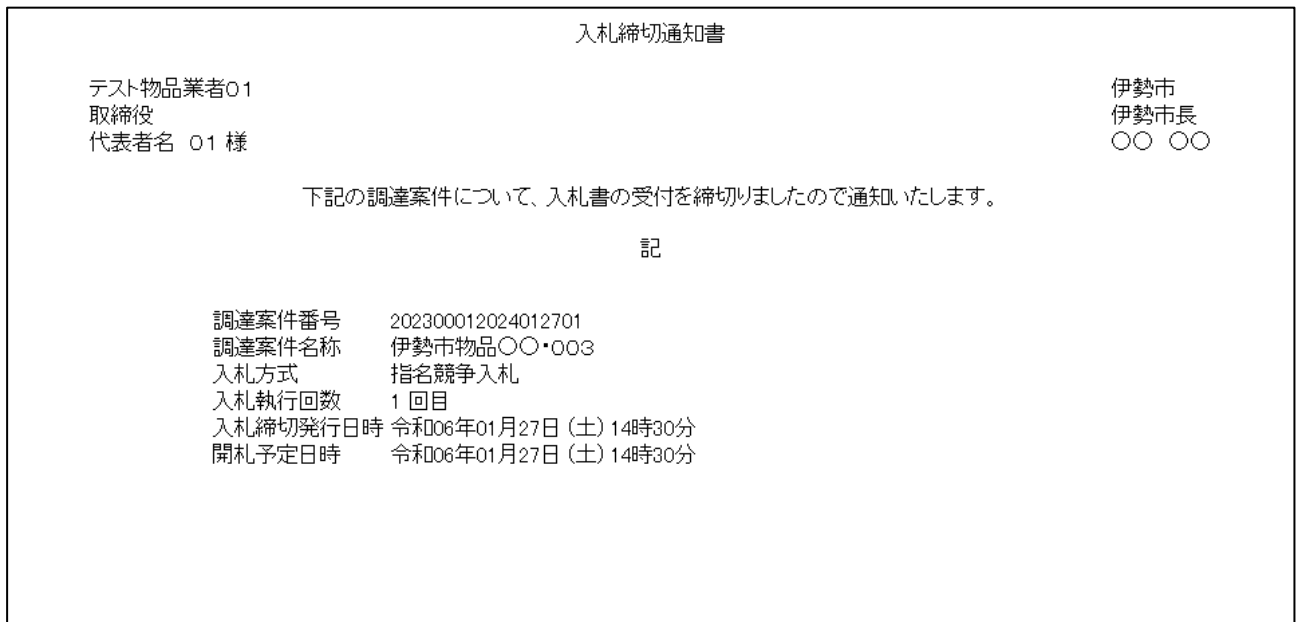 入札締切通知書
テスト物品業者01
伊勢市
取締役
伊勢市長
代表者名 01 様
○○ ○○
下記の調達案件について、入札書の受付を締切りましたので通知いたします。
記
調達案件番号 202300012024012701
調達案件名称 伊勢市物品○○・003
入札方式 指名競争入札
入札執行回数 1 回目
入札締切発行日時 令和06年01月27日（土）14時30分
開札予定日時 令和06年01月27日（土）14時30分